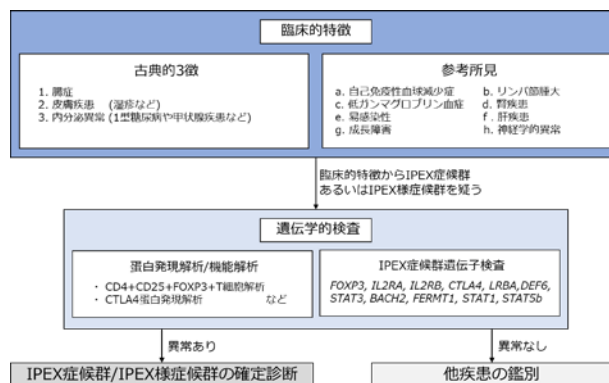 臨床的特徴
古典的3徴
1. 腸症
2. 皮膚疾患 (湿疹など)
3. 内分泌異常 (1型糖尿病や甲状腺疾患など)
参考所見
a. 自己免疫性血球減少症 b. リンパ節腫大
c. 低ガンマグロブリン血症 d. 腎疾患
e. 易感染性 f. 肝疾患
g. 成長障害 h. 神経学的異常
臨床的特徴からIPEX症候群
あるいはIPEX様症候群を疑う
遺伝学的検査
蛋白発現解析/機能解析
・ CD4+CD25+FOXP3+T細胞解析
・ CTLA4蛋白発現解析 など
IPEX症候群遺伝子検査
FOXP3, IL2RA, IL2RB, CTLA4, LRBA,DEF6,
STAT3, BACH2, FERMT1, STAT1, STAT5b
異常あり
異常なし
IPEX症候群/IPEX様症候群の確定診断
他疾患の鑑別